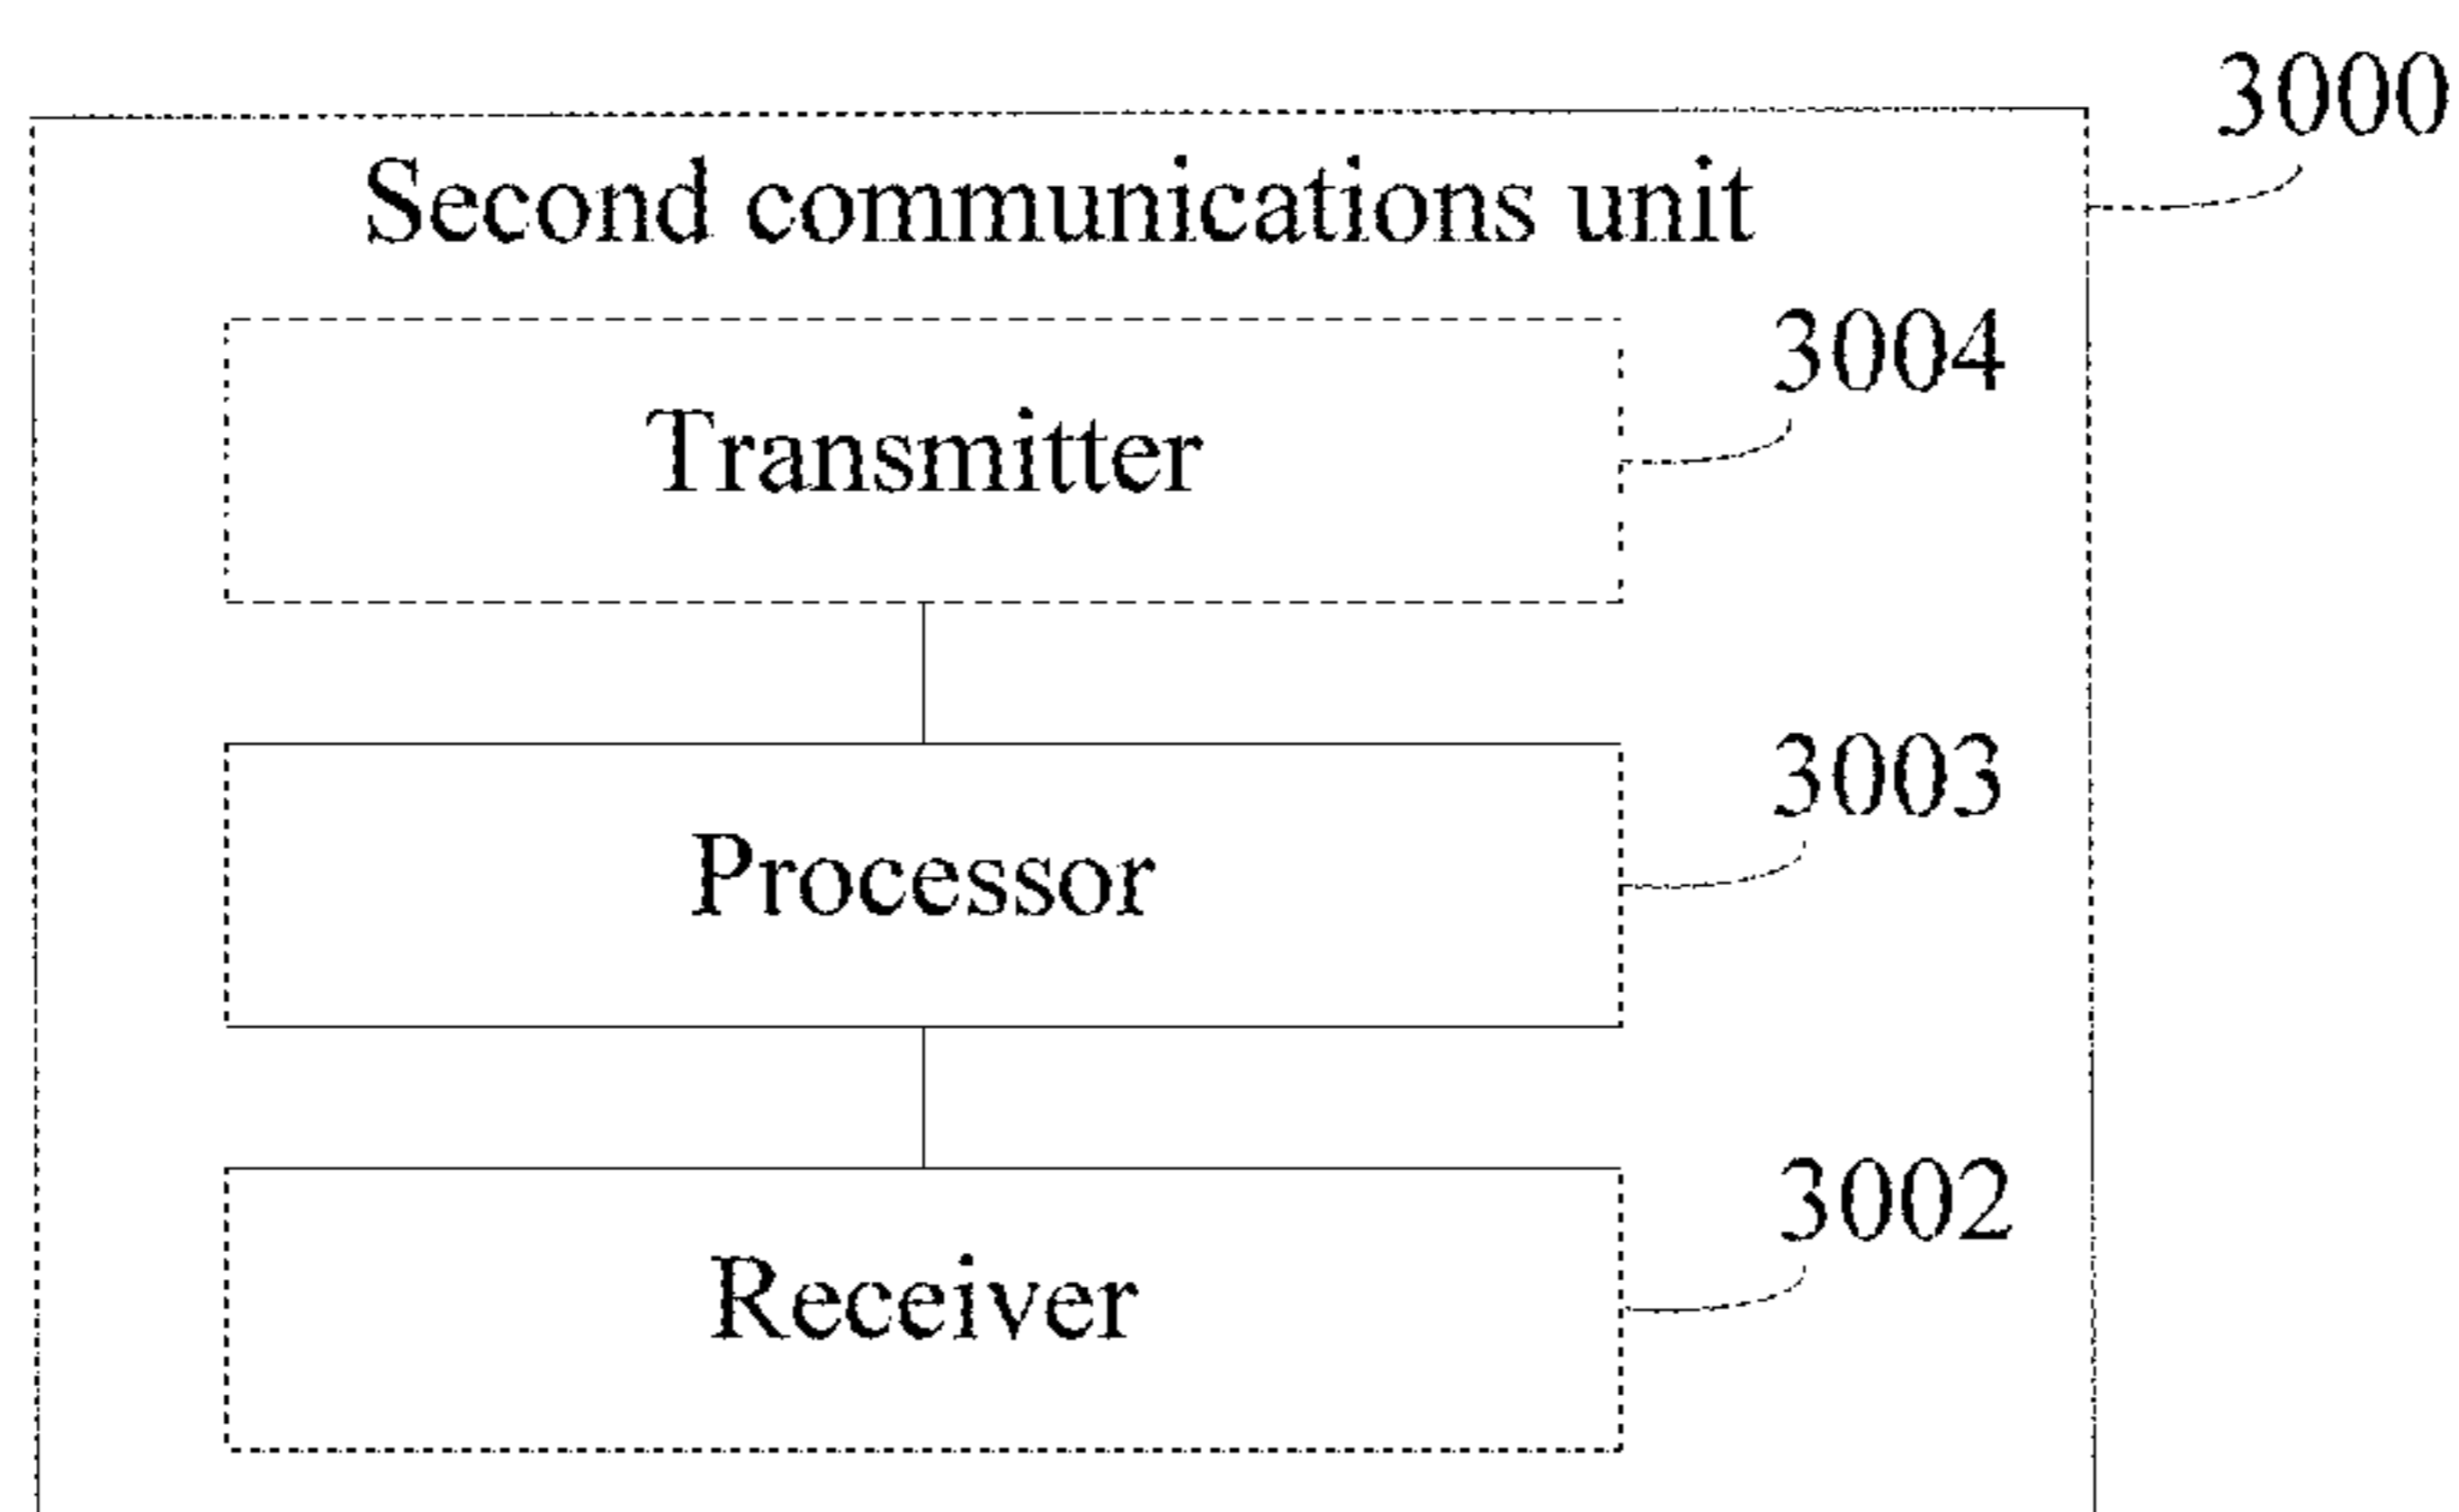 3000
Second communications unit
3004
Transmitter
3003
Processor
3002
Receiver